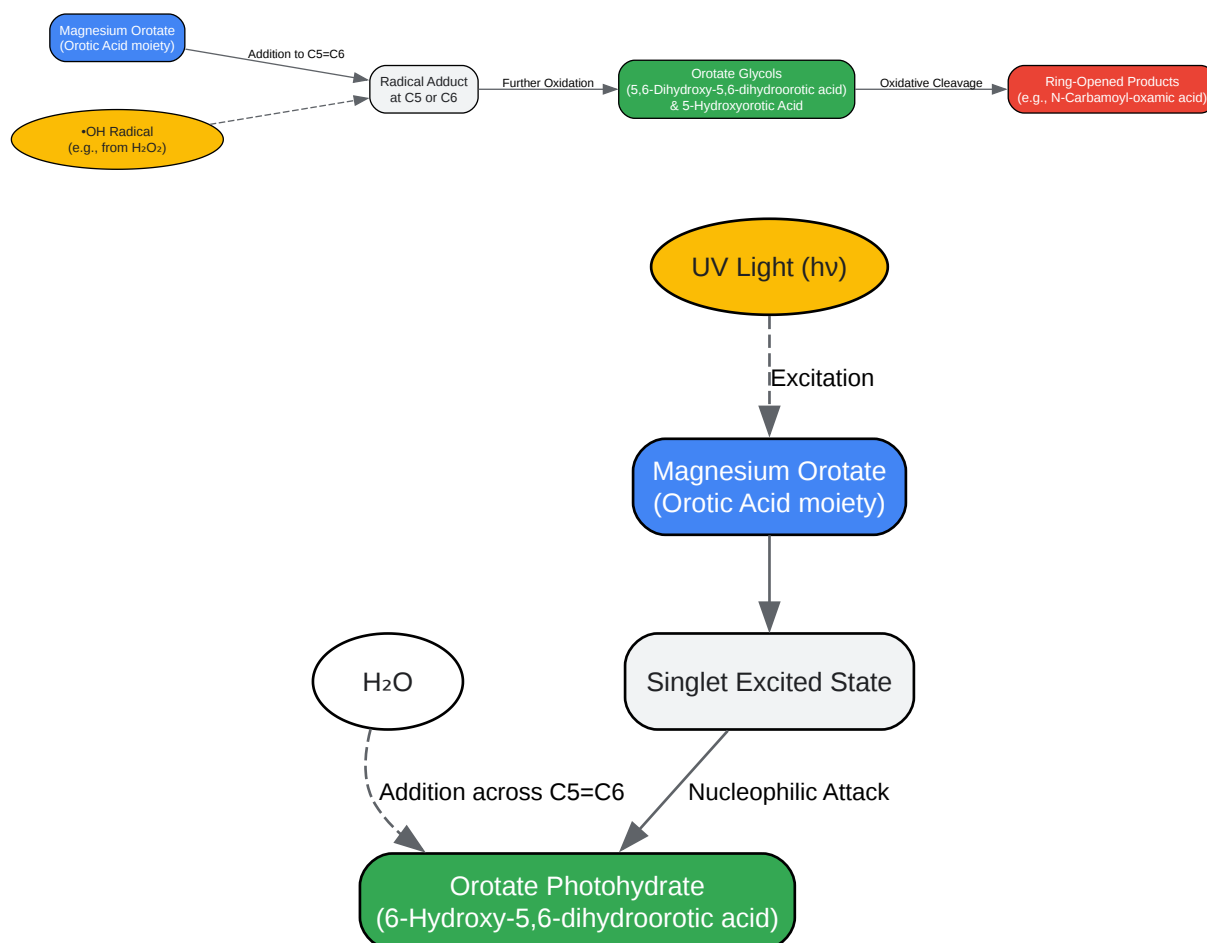 Magnesium Orotate
(Orotic Acid moiety)
Addition to C5=C6
•OH Radical
(e.g., from H₂O₂)
Radical Adduct
at C5 or C6
Further Oxidation
Orotate Glycols
(5,6-Dihydroxy-5,6-dihydroorotic acid)
& 5-Hydroxyorotic Acid
Oxidative Cleavage
Ring-Opened Products
(e.g., N-Carbamoyl-oxamic acid)
UV Light (hν)
Excitation
Magnesium Orotate
(Orotic Acid moiety)
Singlet Excited State
H₂O
Addition across C5=C6
Nucleophilic Attack
Orotate Photohydrate
(6-Hydroxy-5,6-dihydroorotic acid)